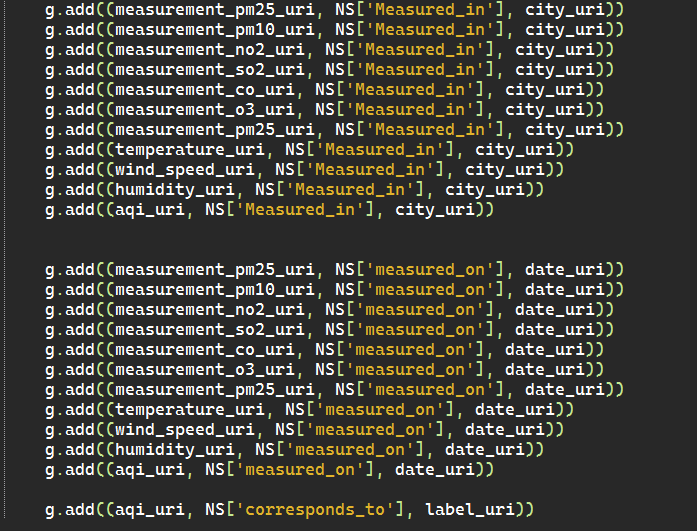 g.add((measurement_pm25_uri, NS['Measured_in'], city_uri))
g.add((measurement_pm10_uri, NS['Measured_in'], city_uri))
g.add((measurement_no2_uri, NS['Measured_in'], city_uri))
g.add((measurement_so2_uri, NS['Measured_in'], city_uri))
g.add((measurement_co_uri, NS['Measured_in'], city_uri))
g.add((measurement_o3_uri, NS['Measured_in'], city_uri))
g.add((measurement_pm25_uri, NS['Measured_in'], city_uri))
g.add((temperature_uri, NS['Measured_in'], city_uri))
g.add((wind_speed_uri, NS['Measured_in'], city_uri))
g.add((humidity_uri, NS['Measured_in'], city_uri))
g.add((aqi_uri, NS['Measured_in'], city_uri))
g.add((measurement_pm25_uri, NS['measured_on'], date_uri))
g.add((measurement_pm10_uri, NS['measured_on'], date_uri))
g.add((measurement_no2_uri, NS['measured_on'], date_uri))
g.add((measurement_so2_uri, NS['measured_on'], date_uri))
g.add((measurement_co_uri, NS['measured_on'], date_uri))
g.add((measurement_o3_uri, NS['measured_on'], date_uri))
g.add((measurement_pm25_uri, NS['measured_on'], date_uri))
g.add((temperature_uri, NS['measured_on'], date_uri))
g.add((wind_speed_uri, NS['measured_on'], date_uri))
g.add((humidity_uri, NS['measured_on'], date_uri))
g.add((aqi_uri, NS['measured_on'], date_uri))
g.add((aqi_uri, NS['corresponds_to'], label_uri))